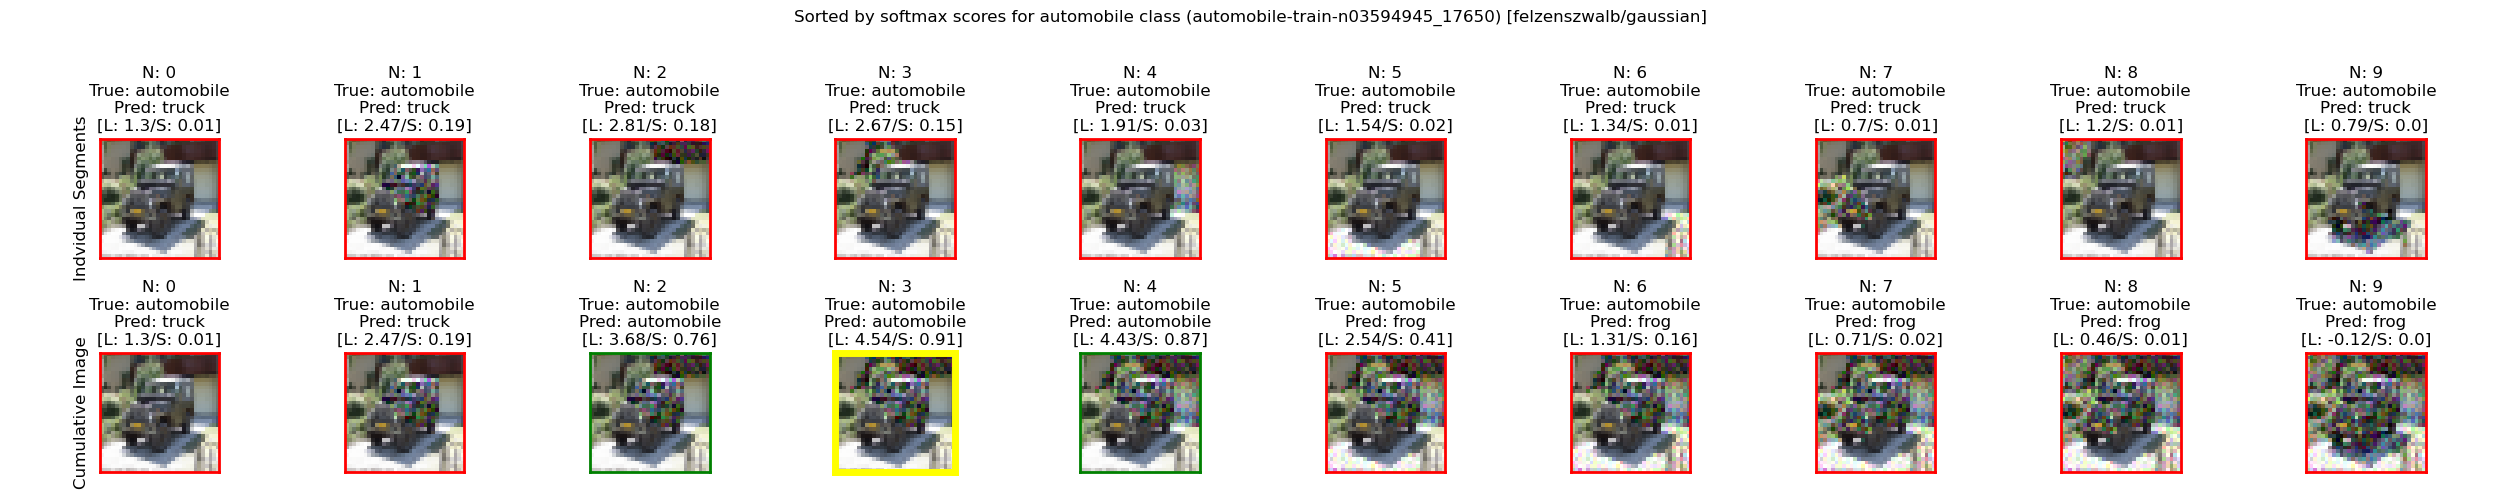 Sorted by softmax scores for automobile class (automobile-train-n03594945_17650) [felzenszwalb/gaussian]
Indvidual Segments
N: 0
True: automobile
Pred: truck
[L: 1.3/S: 0.01]
N: 1
True: automobile
Pred: truck
[L: 2.47/S: 0.19]
N: 2
True: automobile
Pred: truck
[L: 2.81/S: 0.18]
N: 3
True: automobile
Pred: truck
[L: 2.67/S: 0.15]
N: 4
True: automobile
Pred: truck
[L: 1.91/S: 0.03]
N: 5
True: automobile
Pred: truck
[L: 1.54/S: 0.02]
N: 6
True: automobile
Pred: truck
[L: 1.34/S: 0.01]
N: 7
True: automobile
Pred: truck
[L: 0.7/S: 0.01]
N: 8
True: automobile
Pred: truck
[L: 1.2/S: 0.01]
N: 9
True: automobile
Pred: truck
[L: 0.79/S: 0.0]
Cumulative Image
N: 0
True: automobile
Pred: truck
[L: 1.3/S: 0.01]
N: 1
True: automobile
Pred: truck
[L: 2.47/S: 0.19]
N: 2
True: automobile
Pred: automobile
[L: 3.68/S: 0.76]
N: 3
True: automobile
Pred: automobile
[L: 4.54/S: 0.91]
N: 4
True: automobile
Pred: automobile
[L: 4.43/S: 0.87]
N: 5
True: automobile
Pred: frog
[L: 2.54/S: 0.41]
N: 6
True: automobile
Pred: frog
[L: 1.31/S: 0.16]
N: 7
True: automobile
Pred: frog
[L: 0.71/S: 0.02]
N: 8
True: automobile
Pred: frog
[L: 0.46/S: 0.01]
N: 9
True: automobile
Pred: frog
[L: -0.12/S: 0.0]